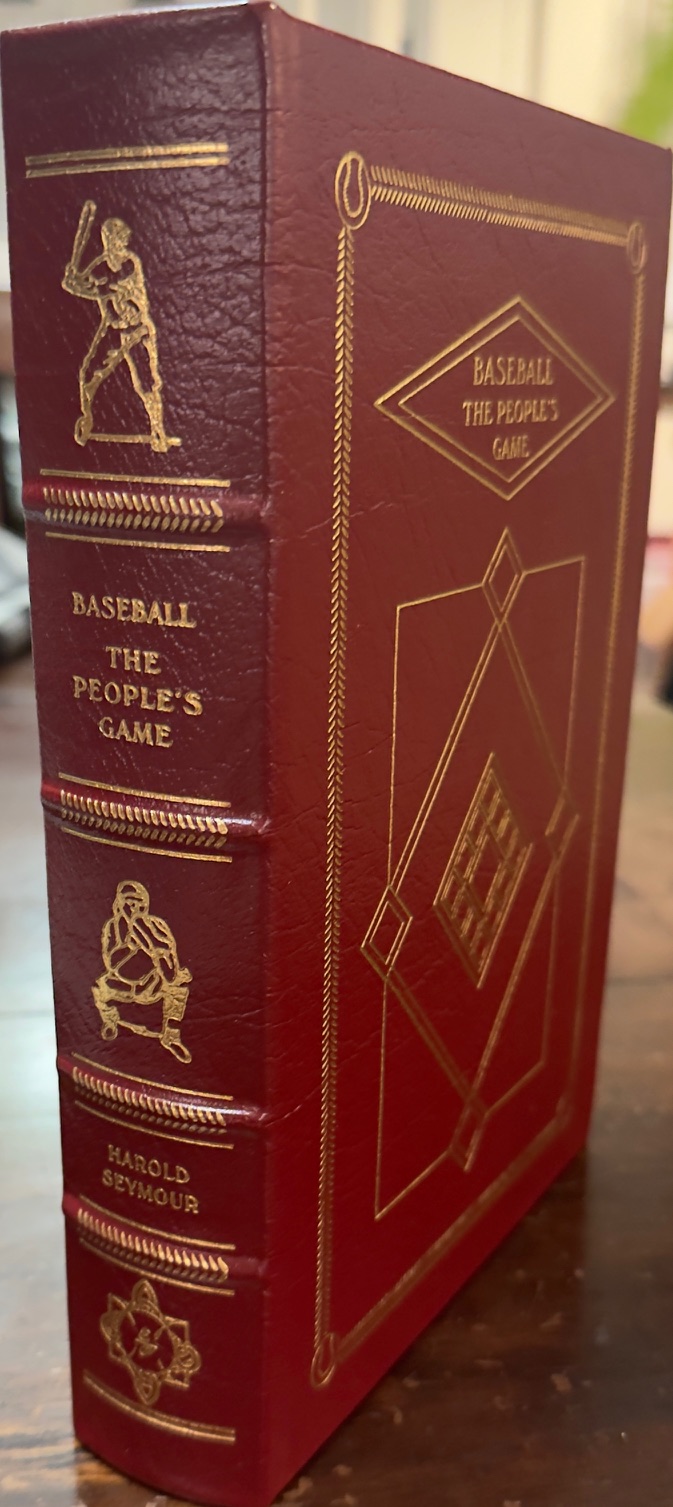 BASEBALL
THE
PEOPLE'S
GAME
HAROLD
SEYMOUR
BASEBALL
THE PEOPLE'S
GAME